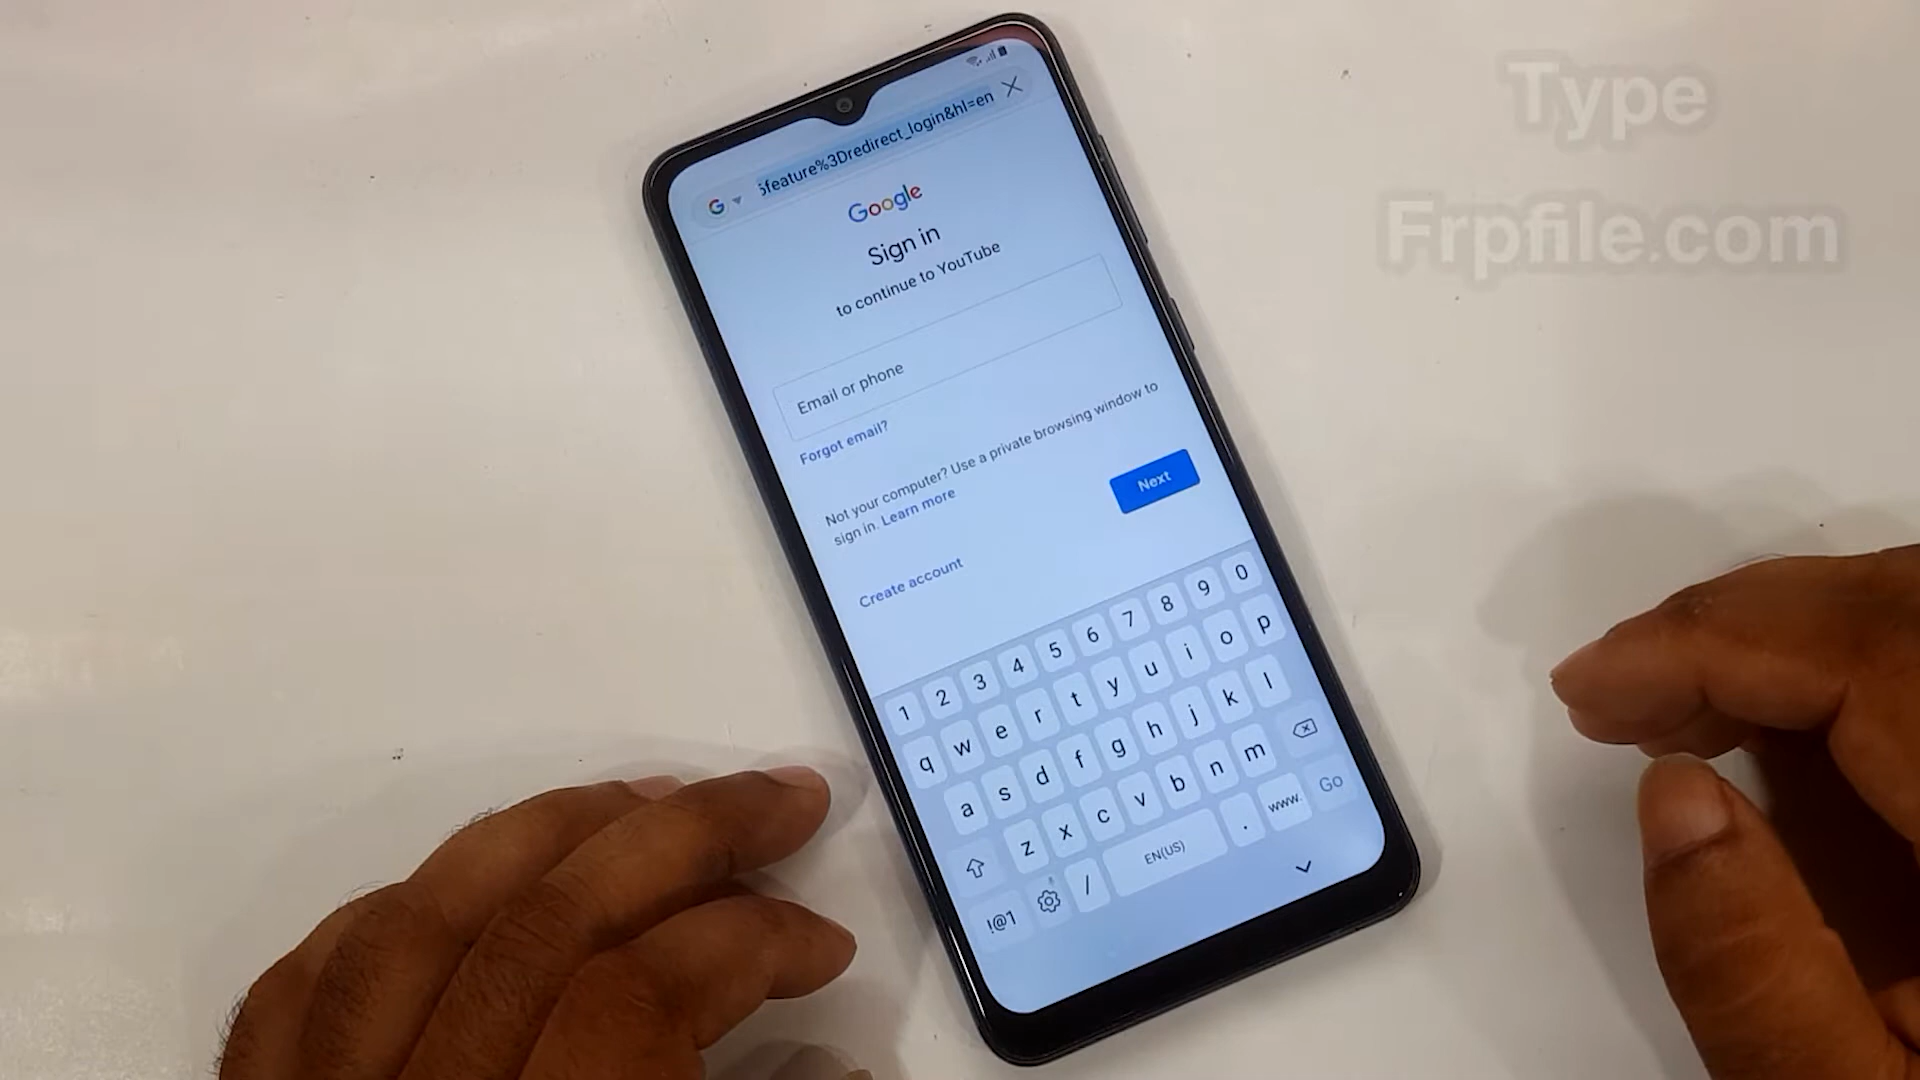 Type
Frpfile.com
5feature%3Dredirect_login&hl=en
G
Google
Sign in
to continue to YouTube
Email or phone
Forgot email?
Not your computer? Use a private browsing window to
sign in. Learn more
Next
Create account
1 2 3 4 5 6 7 8 9 0
q w e r t y u i o p
a s d f g h j k l
z x c v b n m
!@1 / EN(US) . www. Go